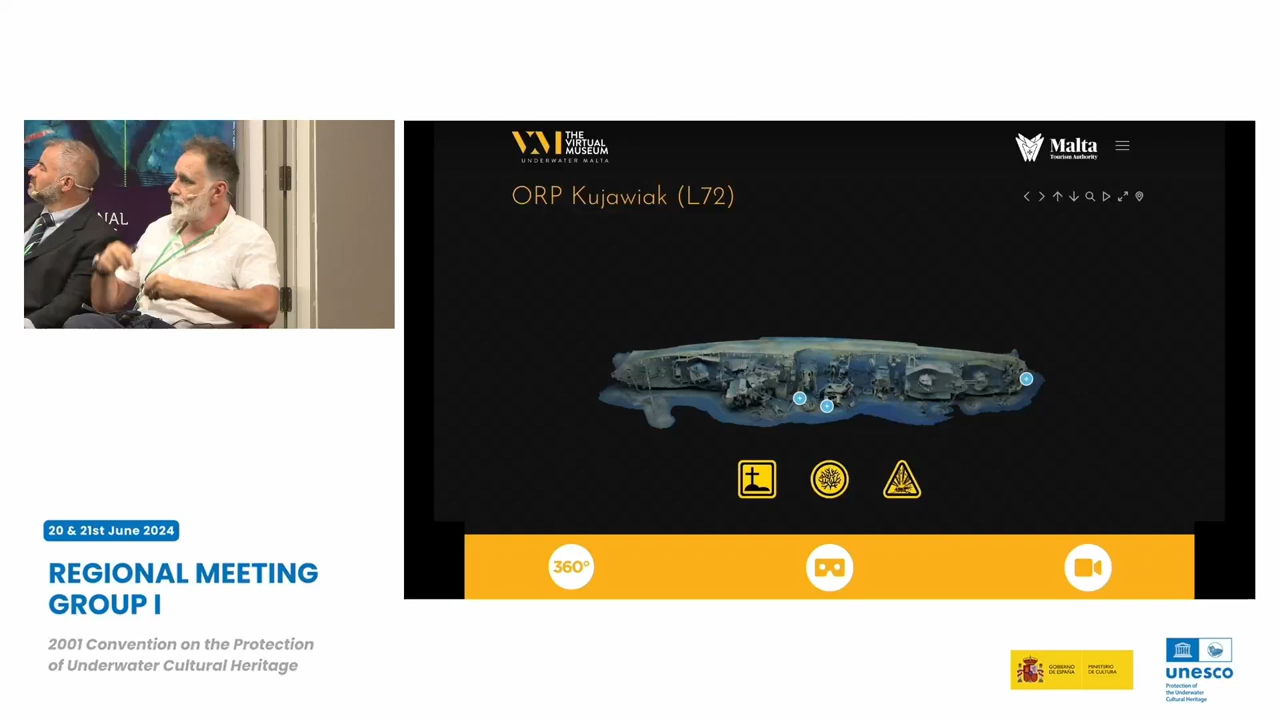 NAL
THE
VIRTUAL
MUSEUM
UNDERWATER MALTA
Malta
Tourism Authority
ORP Kujawiak (L72)
360°
20 & 21st June 2024
REGIONAL MEETING
GROUP I
2001 Convention on the Protection
of Underwater Cultural Heritage
GOBIERNO
DE ESPAÑA
MINISTERIO
DE CULTURA
unesco
Protection of
the Underwater
Cultural Heritage